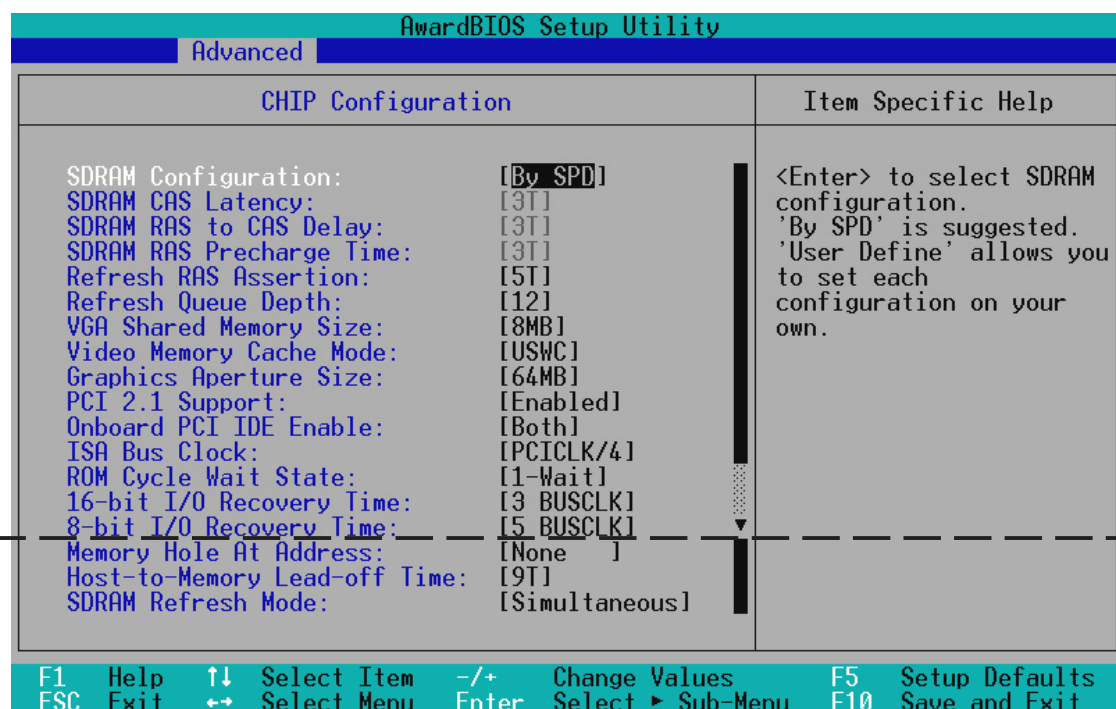 AwardBIOS Setup Utility
Advanced
CHIP Configuration
Item Specific Help
SDRAM Configuration: [By SPD]
SDRAM CAS Latency: [3T]
SDRAM RAS to CAS Delay: [3T]
SDRAM RAS Precharge Time: [3T]
Refresh RAS Assertion: [5T]
Refresh Queue Depth: [12]
VGA Shared Memory Size: [8MB]
Video Memory Cache Mode: [USWC]
Graphics Aperture Size: [64MB]
PCI 2.1 Support: [Enabled]
Onboard PCI IDE Enable: [Both]
ISA Bus Clock: [PCICLK/4]
ROM Cycle Wait State: [1-Wait]
16-bit I/O Recovery Time: [3 BUSCLK]
8-bit I/O Recovery Time: [5 BUSCLK]
Memory Hole At Address: [None ]
Host-to-Memory Lead-off Time: [9T]
SDRAM Refresh Mode: [Simultaneous]
<Enter> to select SDRAM
configuration.
'By SPD' is suggested.
'User Define' allows you
to set each
configuration on your
own.
F1 Help ↑↓ Select Item -/+ Change Values F5 Setup Defaults
ESC Exit ←→ Select Menu Enter Select ► Sub-Menu F10 Save and Exit